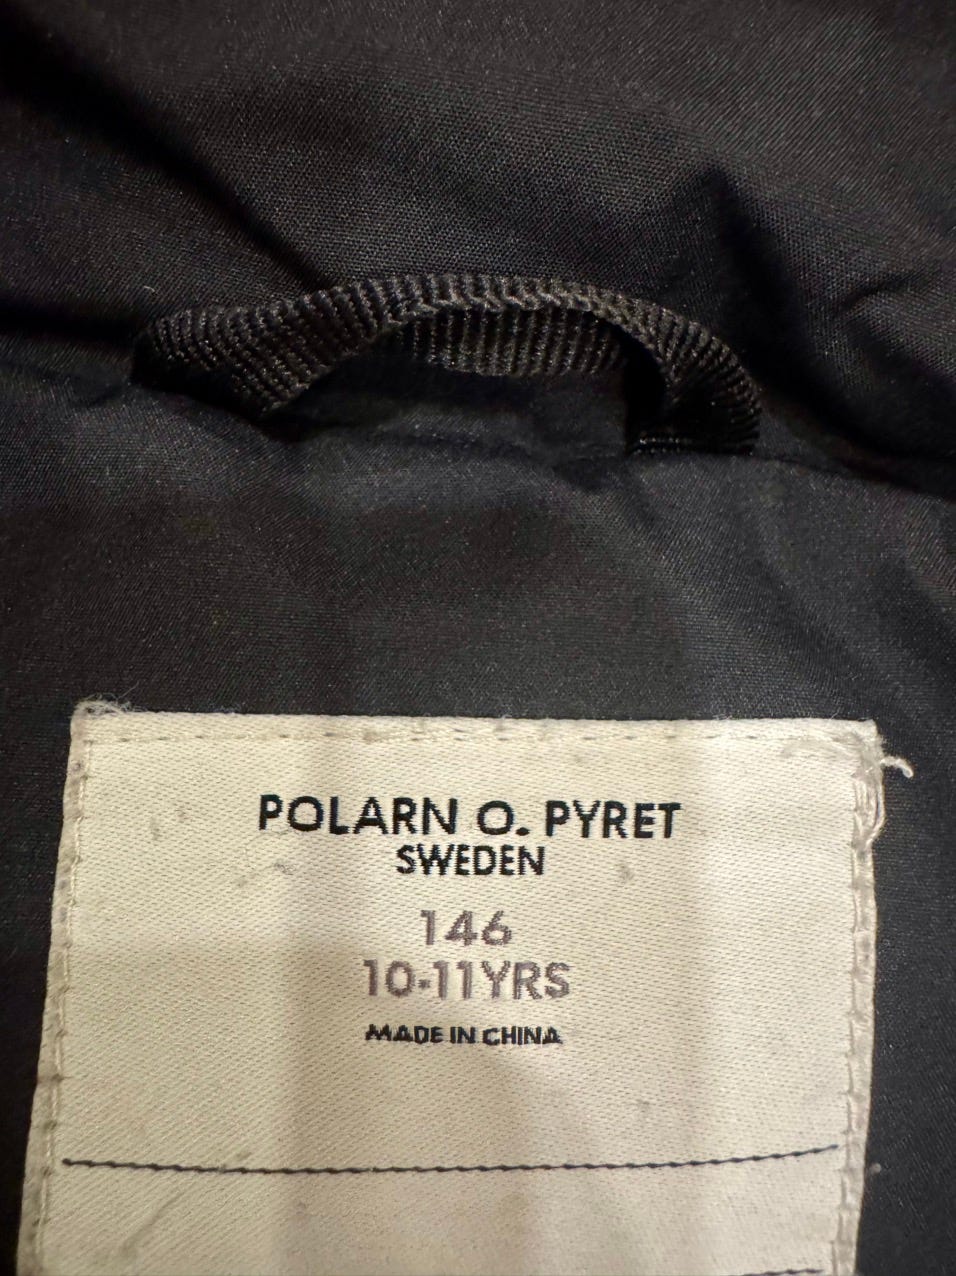 POLARN O. PYRET
SWEDEN
146
10-11YRS
MADE IN CHINA